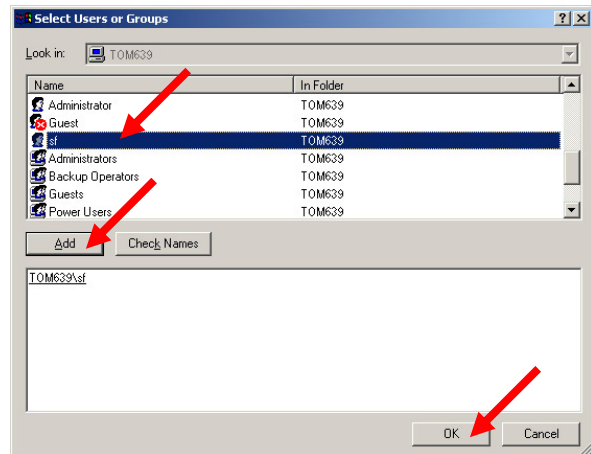 Select Users or Groups
Look in: TOM639
Name In Folder
Administrator TOM639
Guest TOM639
sf TOM639
Administrators TOM639
Backup Operators TOM639
Guests TOM639
Power Users TOM639
Add Check Names
TOM639\sf
OK Cancel